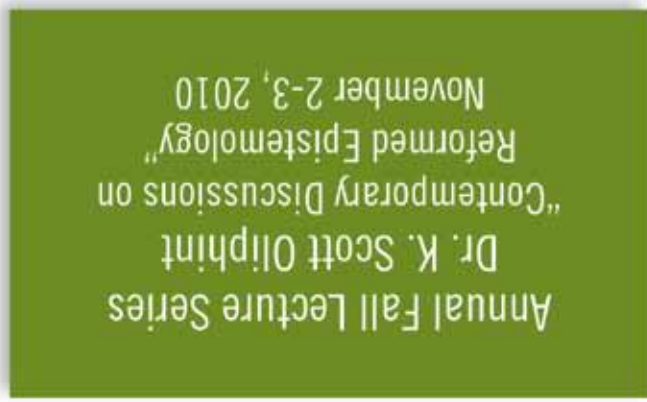 Annual Fall Lecture Series
Dr. K. Scott Oliphint
“Contemporary Discussions on
Reformed Epistemology”
November 2-3, 2010